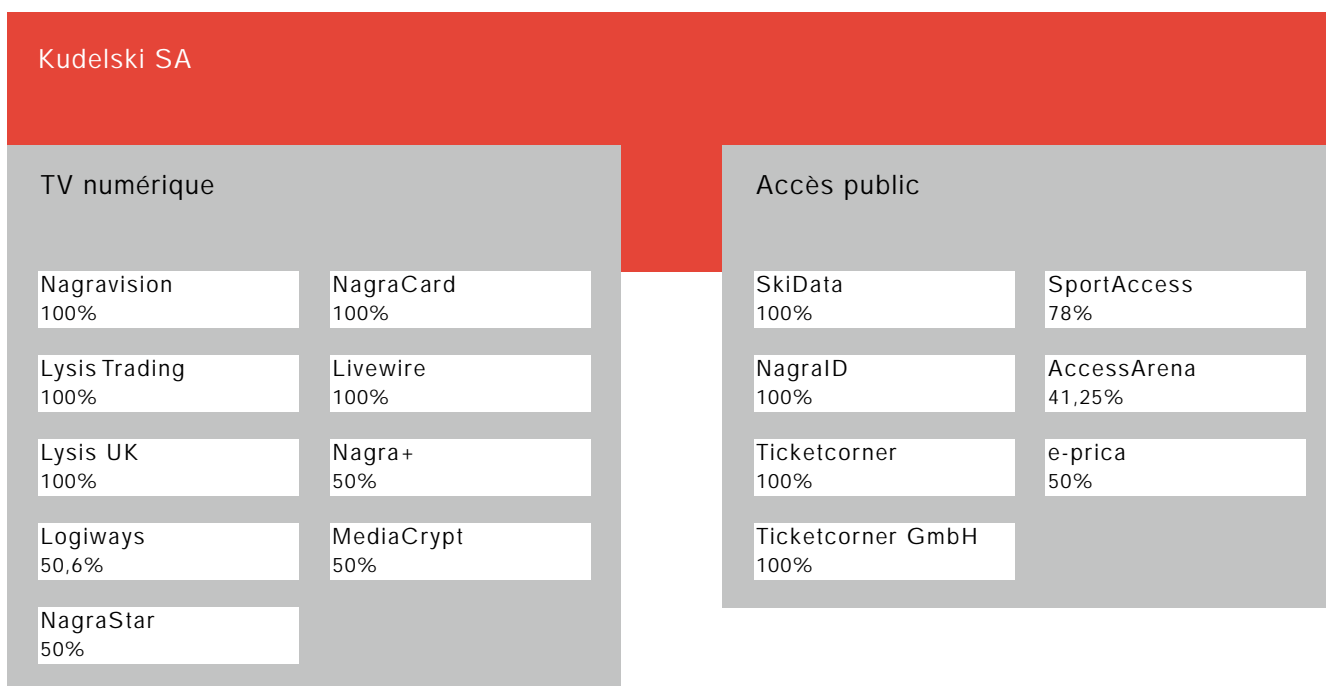 Kudelski SA
TV numérique
Nagravision
100%
NagraCard
100%
Lysis Trading
100%
Livewire
100%
Lysis UK
100%
Nagra+
50%
Logiways
50,6%
MediaCrypt
50%
NagraStar
50%
Accès public
SkiData
100%
SportAccess
78%
NagraID
100%
AccessArena
41,25%
Ticketcorner
100%
e-prica
50%
Ticketcorner GmbH
100%